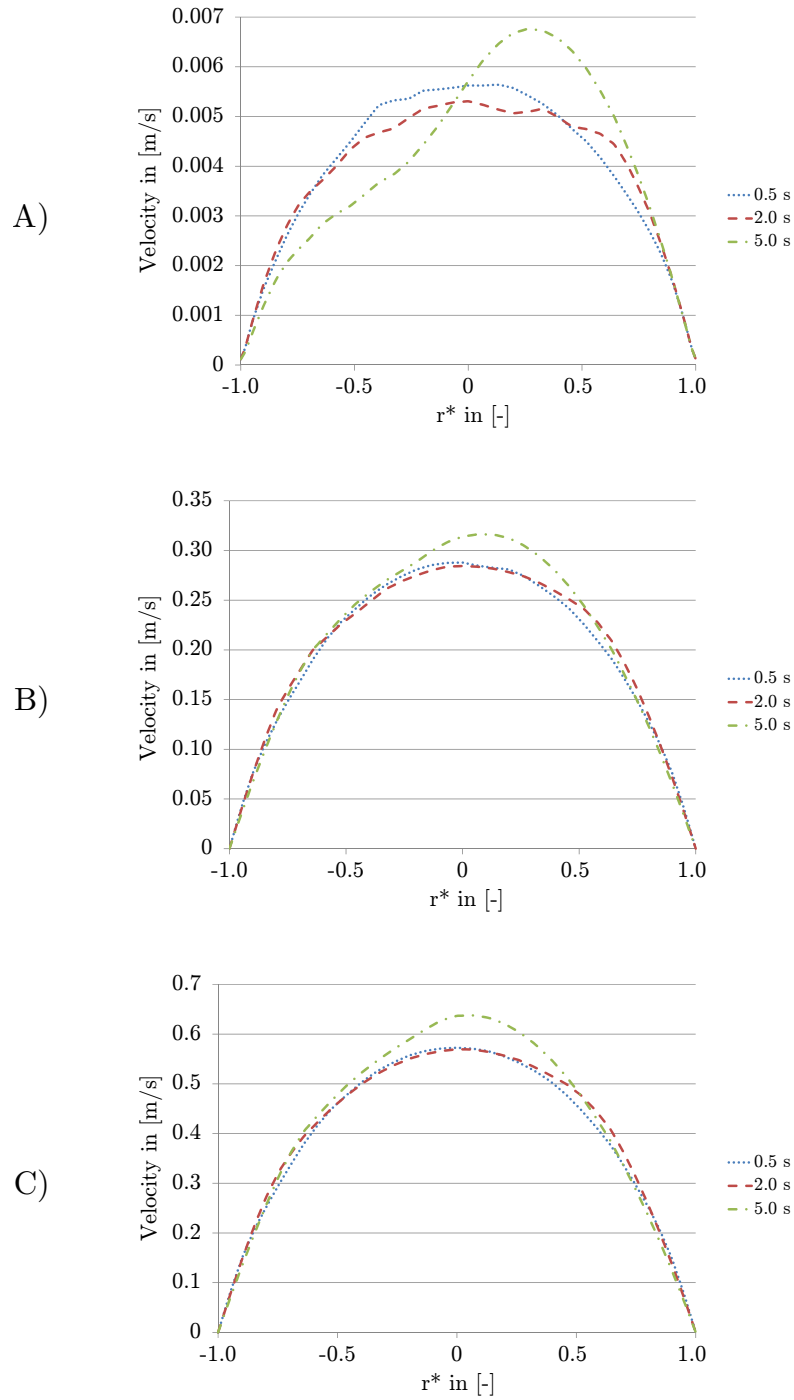 A)
Velocity in [m/s]
0.007
0.006
0.005
0.004
0.003
0.002
0.001
0
-1.0
-0.5
0
0.5
1.0
r* in [-]
0.5 s
2.0 s
5.0 s
B)
Velocity in [m/s]
0.35
0.30
0.25
0.20
0.15
0.10
0.05
0
-1.0
-0.5
0
0.5
1.0
r* in [-]
0.5 s
2.0 s
5.0 s
C)
Velocity in [m/s]
0.7
0.6
0.5
0.4
0.3
0.2
0.1
0
-1.0
-0.5
0
0.5
1.0
r* in [-]
0.5 s
2.0 s
5.0 s